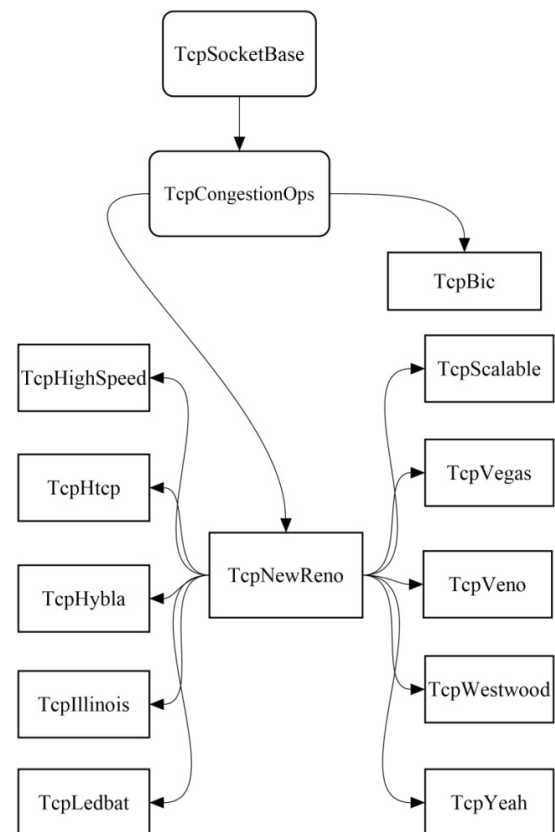 TcpSocketBase
TcpCongestionOps
TcpBic
TcpHighSpeed
TcpScalable
TcpHtcp
TcpVegas
TcpNewReno
TcpHybla
TcpVeno
TcpIllinois
TcpWestwood
TcpLedbat
TcpYeah